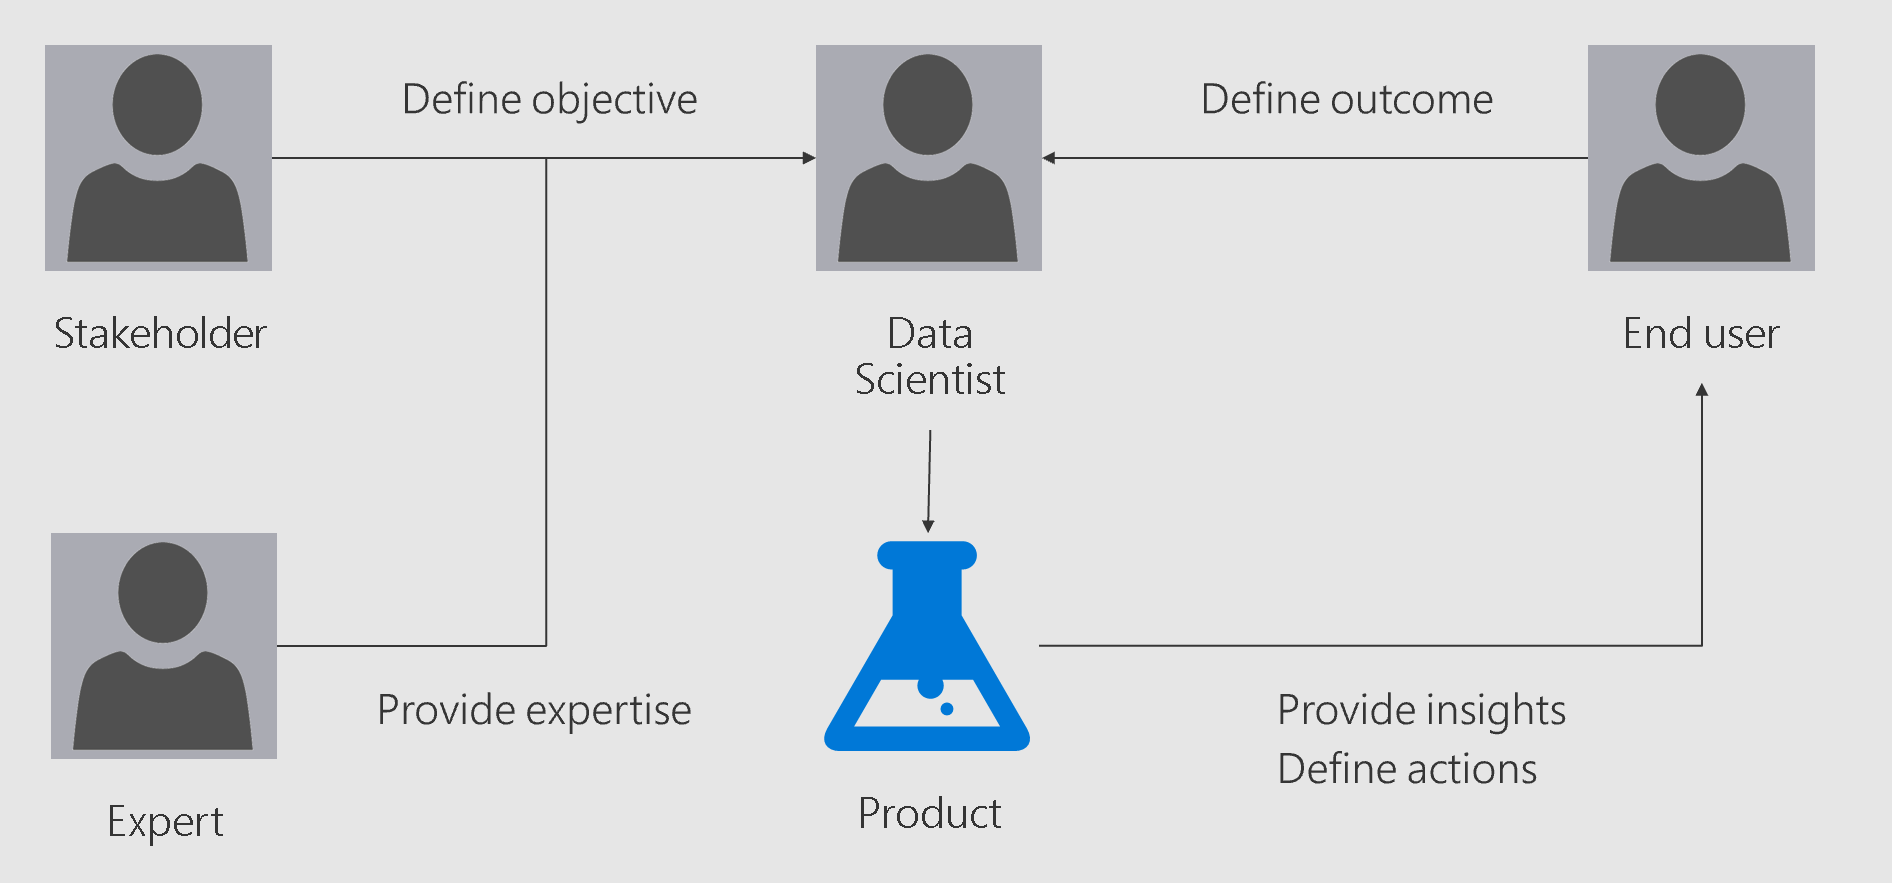 Define objective
Define outcome
Stakeholder
Data
Scientist
End user
Provide expertise
Provide insights
Define actions
Expert
Product